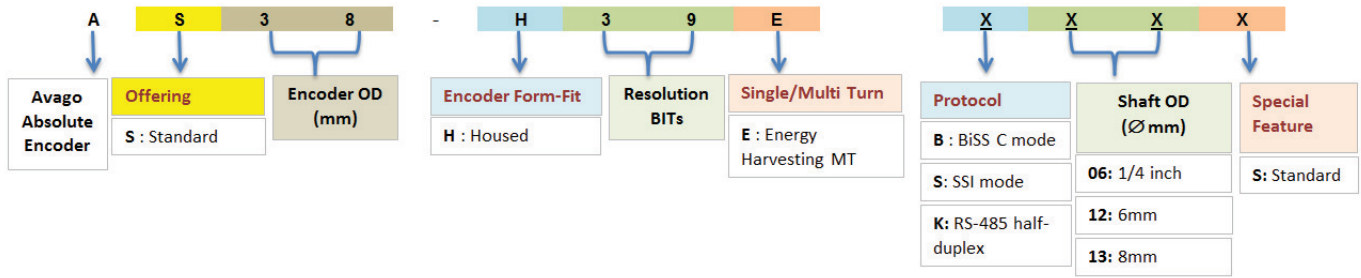 A S 3 8 - H 3 9 E X X X X
Avago
Absolute
Encoder
Offering
S : Standard
Encoder OD
(mm)
Encoder Form-Fit
H : Housed
Resolution
BITs
Single/Multi Turn
E : Energy
Harvesting MT
Protocol
B : BiSS C mode
S: SSI mode
K: RS-485 half-
duplex
Shaft OD
(∅ mm)
06: 1/4 inch
12: 6mm
13: 8mm
Special
Feature
S: Standard